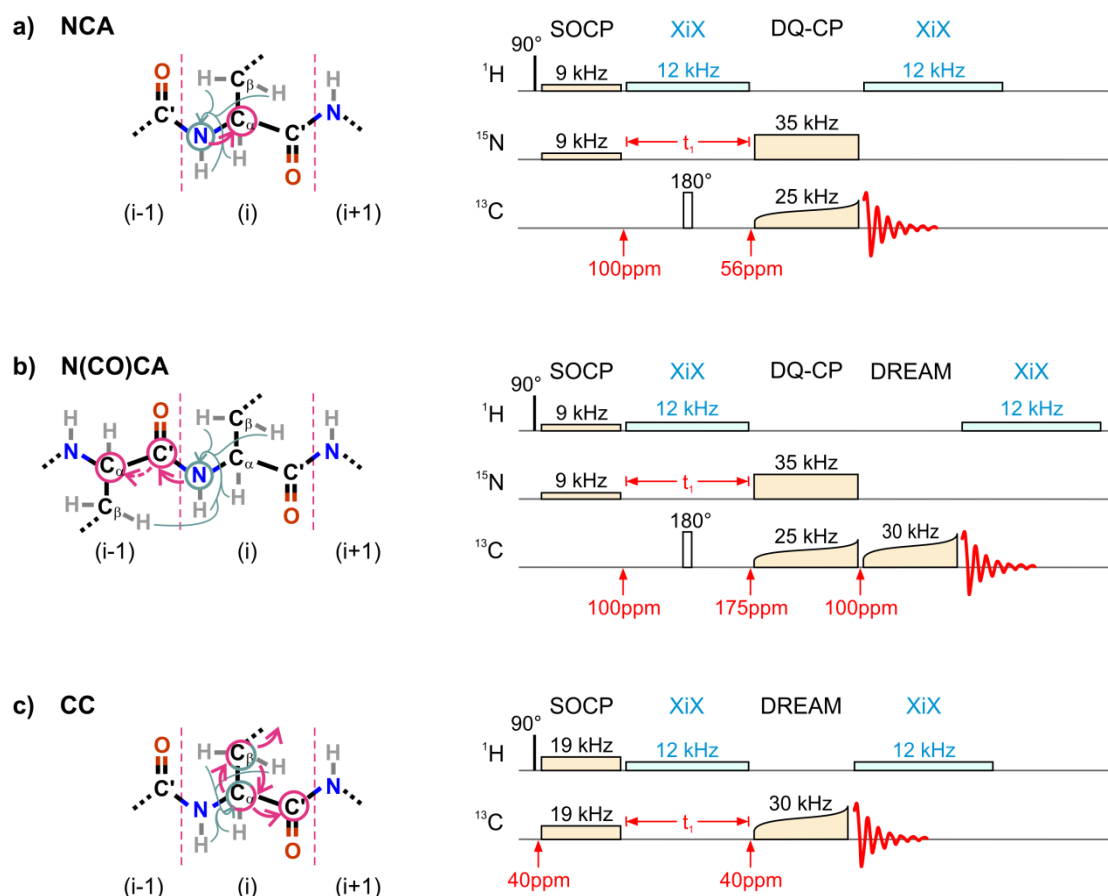 a) NCA
SOCP XiX DQ-CP XiX
90°
¹H 9 kHz 12 kHz 12 kHz
O H C β H H
C' N C α C' N
H H O
35 kHz
¹⁵N 9 kHz t₁
180°
25 kHz
¹³C
(i-1) (i) (i+1)
100ppm 56ppm
b) N(CO)CA
SOCP XiX DQ-CP DREAM XiX
90°
¹H 9 kHz 12 kHz 12 kHz
H O H C β H H
H
N C α C' N C α C' N
C β H H H H O
35 kHz
¹⁵N 9 kHz t₁
180°
25 kHz 30 kHz
¹³C
(i-1) (i) (i+1)
100ppm 175ppm 100ppm
c) CC
SOCP XiX DREAM XiX
90°
¹H 19 kHz 12 kHz 12 kHz
O H C β H H
C' N C α C' N
H H O
¹³C 19 kHz t₁ 30 kHz
(i-1) (i) (i+1)
40ppm 40ppm